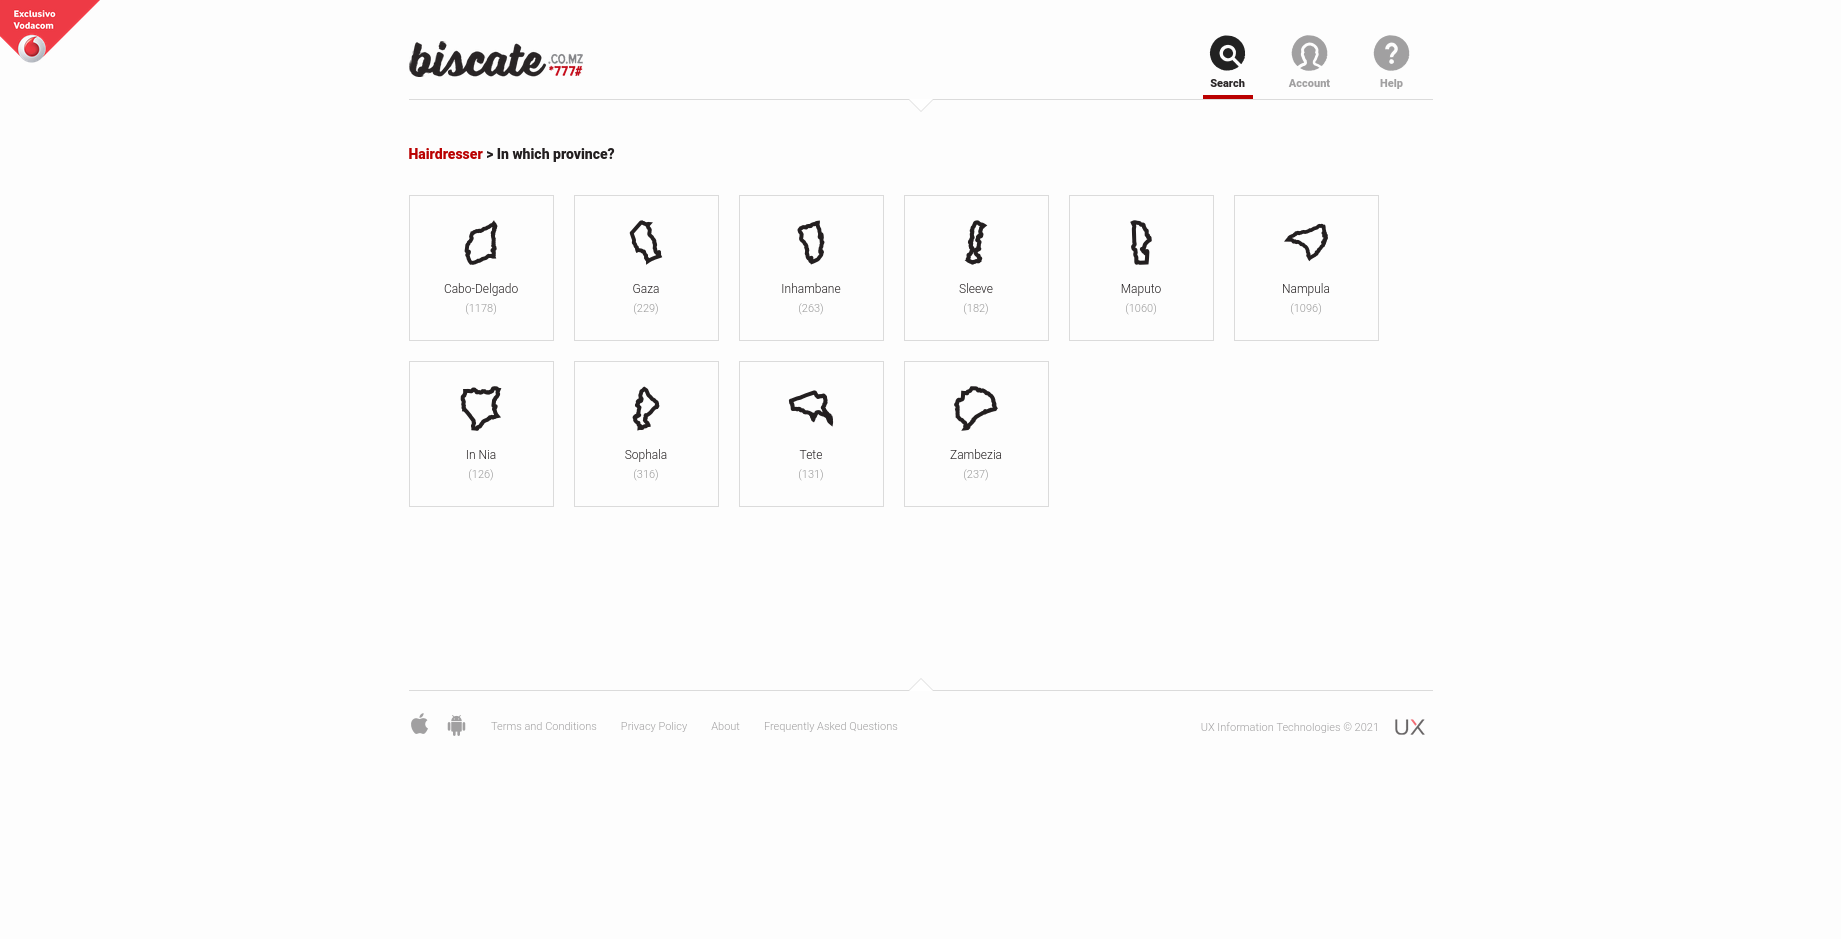 Exclusivo
Vodacom
biscate .CO.MZ
*777#
Search
Account
Help
Hairdresser > In which province?
Cabo-Delgado
(1178)
Gaza
(229)
Inhambane
(263)
Sleeve
(182)
Maputo
(1060)
Nampula
(1096)
In Nia
(126)
Sophala
(316)
Tete
(131)
Zambezia
(237)
Terms and Conditions
Privacy Policy
About
Frequently Asked Questions
UX Information Technologies © 2021
UX